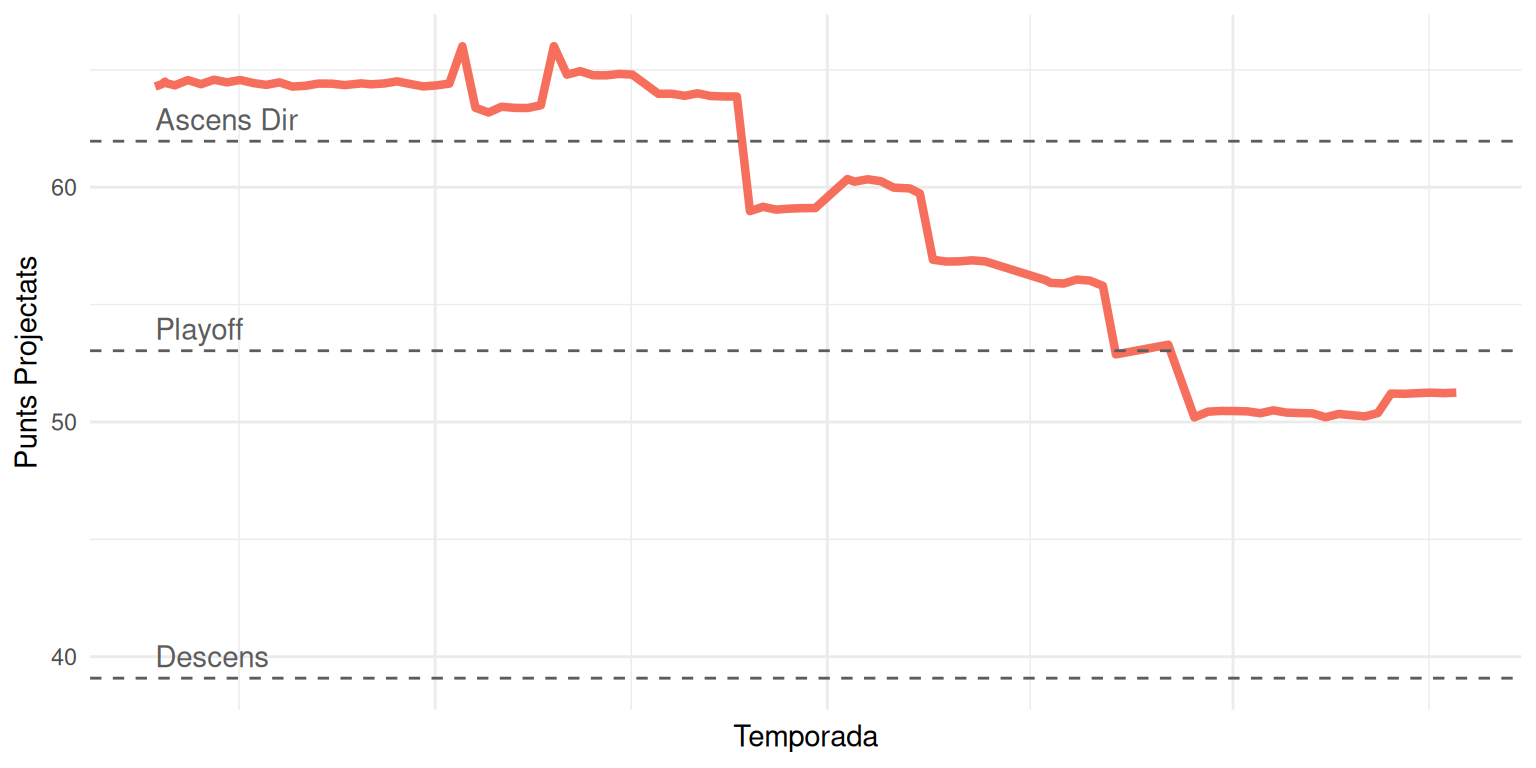 Ascens Dir
60
Playoff
50
Descens
40
Punts Projectats
Temporada